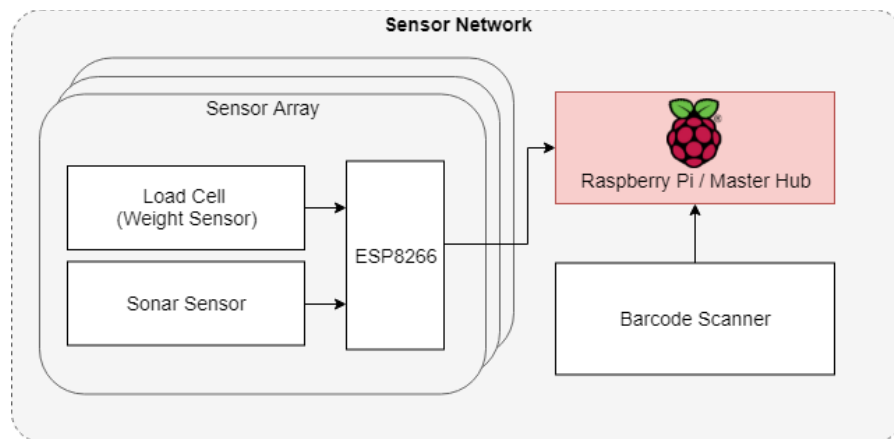 Sensor Network
Sensor Array
Load Cell
(Weight Sensor)
Sonar Sensor
ESP8266
®
Raspberry Pi / Master Hub
Barcode Scanner